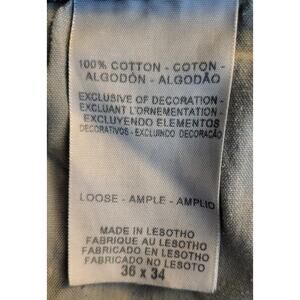 100% COTTON - COTON -
ALGODÓN - ALGODÃO
EXCLUSIVE OF DECORATION -
EXCLUANT L'ORNEMENTATION -
EXCLUYENDO ELEMENTOS
DECORATIVOS - EXCLUINDO DECORAÇÃO
LOOSE - AMPLE - AMPLIO
MADE IN LESOTHO
FABRIQUE AU LESOTHO
FABRICADO EN LESOTHO
FABRICADO NO LESOTO
36 x 34